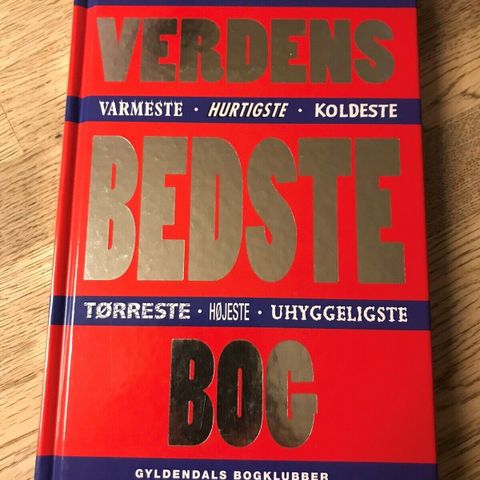 VERDENS
VARMESTE · HURTIGSTE · KOLDESTE
BEDSTE
TØRRESTE · HØJESTE · UHYGGELIGSTE
BOG
GYLDENDALS BOGKLUBBER